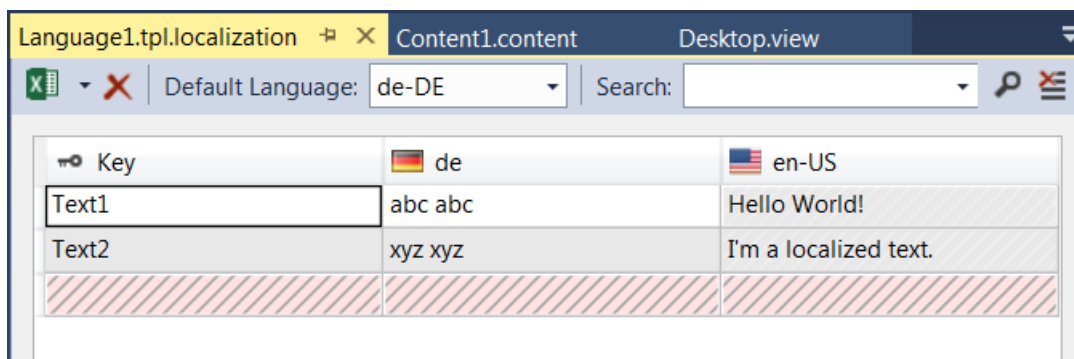 Language1.tpl.localization Content1.content Desktop.view
Default Language: de-DE Search:
Key de en-US
Text1 abc abc Hello World!
Text2 xyz xyz I'm a localized text.